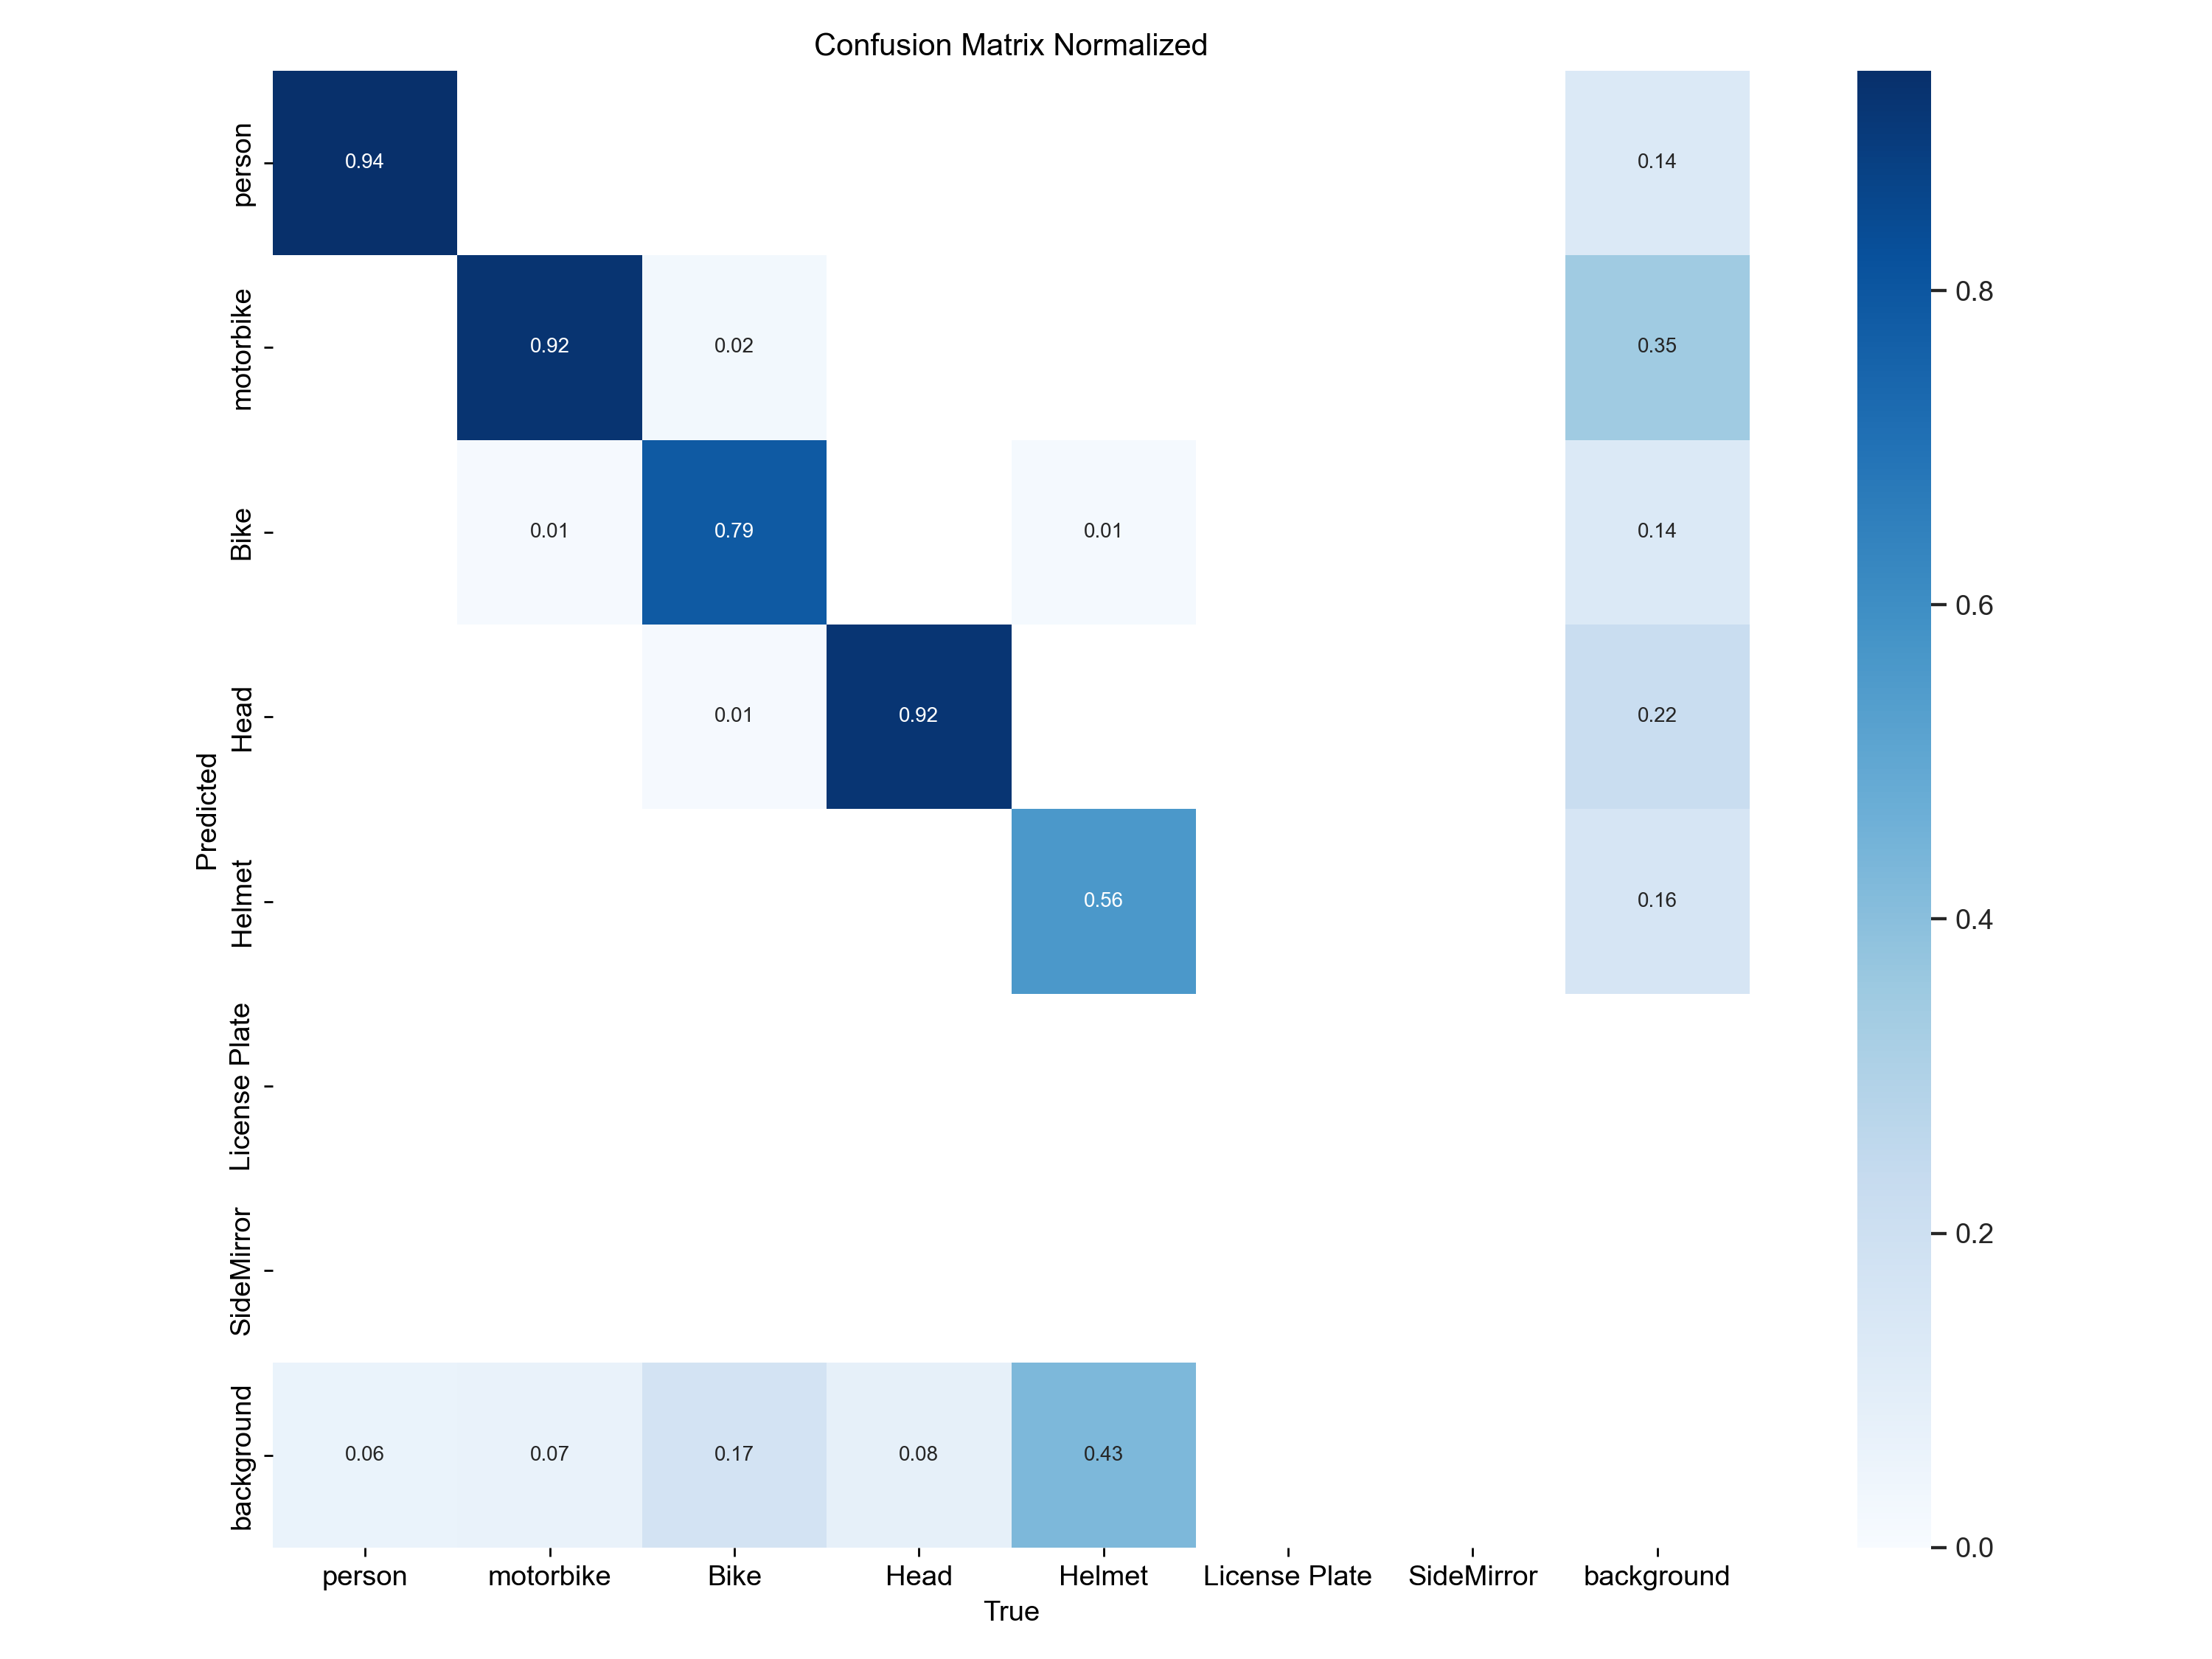 Confusion Matrix Normalized
person
0.94
0.14
motorbike
0.92
0.02
0.35
0.8
Bike
0.01
0.79
0.01
0.14
0.6
Head
0.01
0.92
0.22
Predicted
Helmet
0.56
0.16
0.4
License Plate
SideMirror
0.2
background
0.06
0.07
0.17
0.08
0.43
0.0
person motorbike Bike Head Helmet License Plate SideMirror background
True